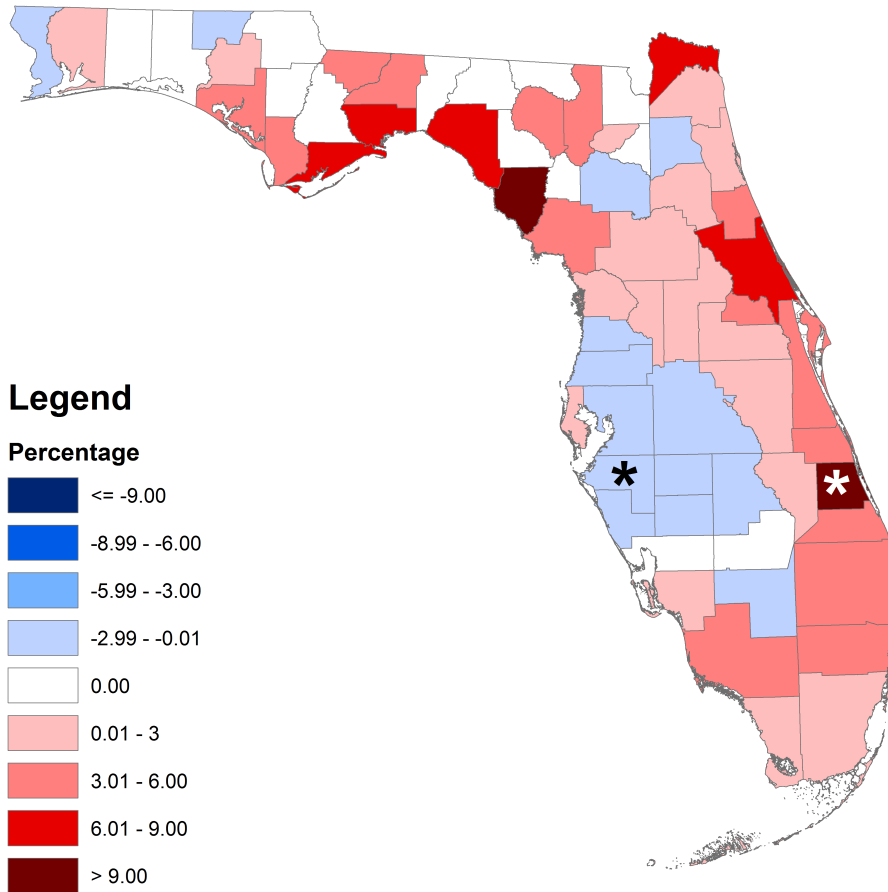 Legend
Percentage
<= -9.00
-8.99 - -6.00
-5.99 - -3.00
-2.99 - -0.01
0.00
0.01 - 3
3.01 - 6.00
6.01 - 9.00
> 9.00
*
*